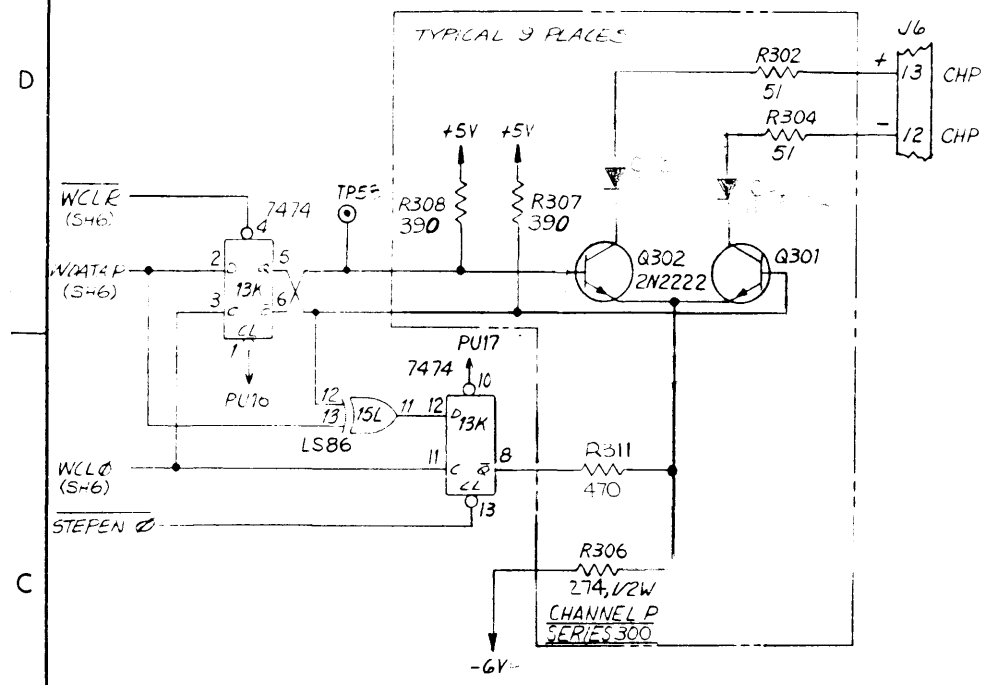 D
TYPICAL 9 PLACES
J6
R302
51
+
13
CHP
R304
51
-
12
CHP
+5V
+5V
R308
390
R307
390
WCLR
(SH6)
4
7474
2
D
Q
5
13K
3
C
6
CL
1
WDATAP
(SH6)
Q302
2N2222
Q301
PU17
7474
10
12
13
15L
11
12
D
13K
LS86
11
C
Q
8
CL
13
R311
470
WCLØ
(SH6)
STEPEN Ø
R306
274, 1/2W
C
CHANNEL P
SERIES 300
-6V